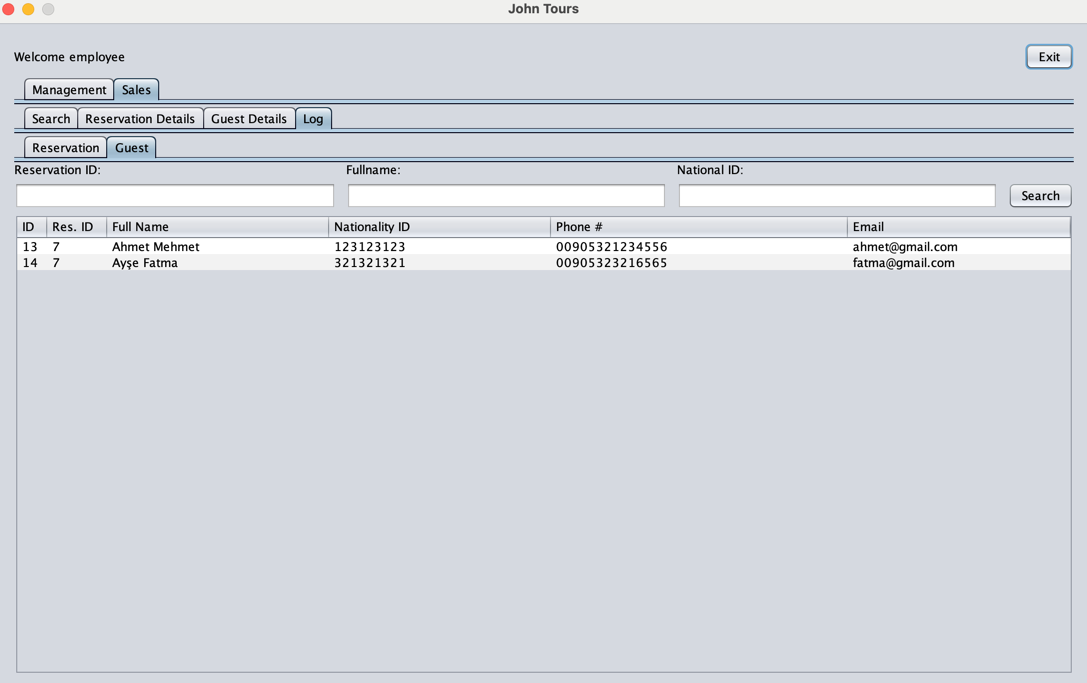 John Tours
Welcome employee Exit
Management Sales
Search Reservation Details Guest Details Log
Reservation Guest
Reservation ID: Fullname: National ID:
Search
ID Res. ID Full Name Nationality ID Phone # Email
13 7 Ahmet Mehmet 123123123 00905321234556 ahmet@gmail.com
14 7 Ayşe Fatma 321321321 00905323216565 fatma@gmail.com